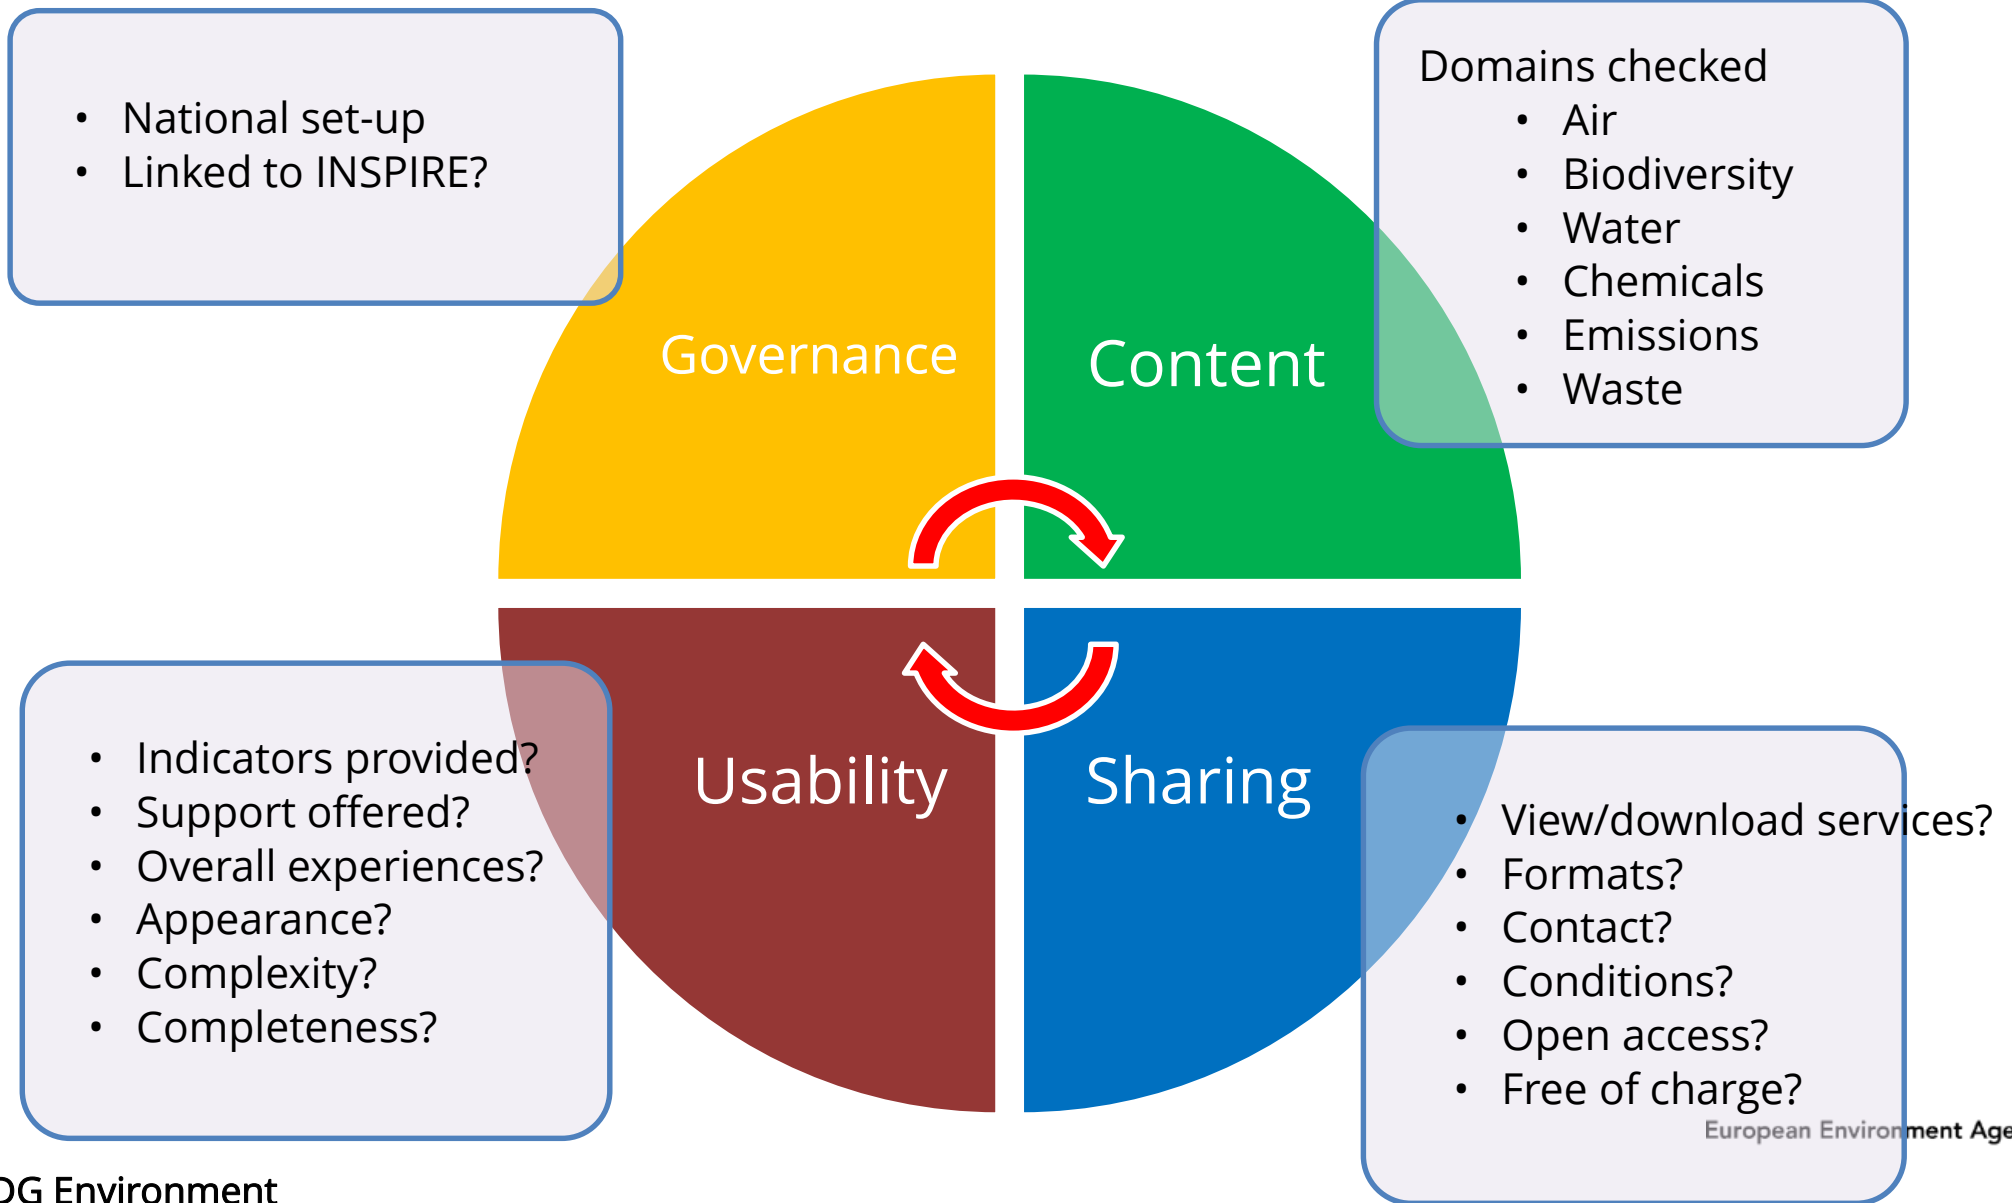 • National set-up
• Linked to INSPIRE?
Domains checked
• Air
• Biodiversity
• Water
• Chemicals
• Emissions
• Waste
Governance
Content
Usability
Sharing
• Indicators provided?
• Support offered?
• Overall experiences?
• Appearance?
• Complexity?
• Completeness?
• View/download services?
• Formats?
• Contact?
• Conditions?
• Open access?
• Free of charge?
European Environment Age
DG Environment